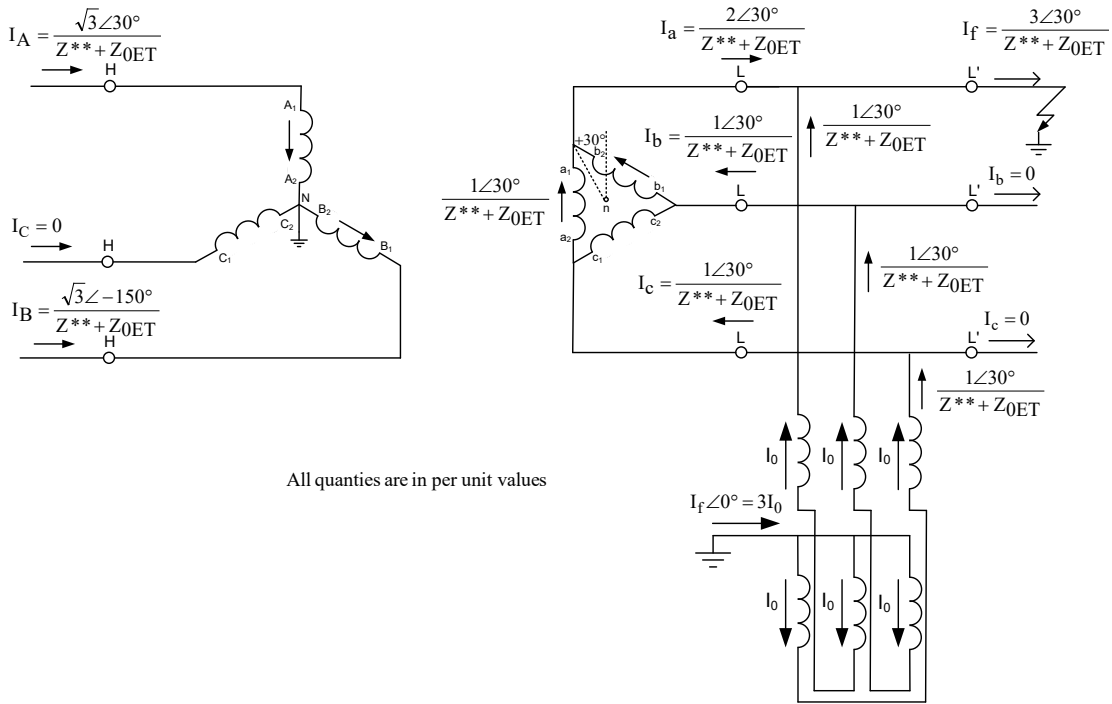 I_A = √3∠30° / (Z** + Z_0ET)
H
A₁
A₂
N
I_C = 0
H
C₁
C₂
B₂
B₁
I_B = √3∠−150° / (Z** + Z_0ET)
H
I_a = 2∠30° / (Z** + Z_0ET)
L
I_f = 3∠30° / (Z** + Z_0ET)
L'
1∠30° / (Z** + Z_0ET)
I_b = 1∠30° / (Z** + Z_0ET)
L
I_b = 0
L'
+30°
b₂
b₁
a₁
a₂
n
c₂
c₁
1∠30° / (Z** + Z_0ET)
1∠30° / (Z** + Z_0ET)
I_c = 1∠30° / (Z** + Z_0ET)
L
I_c = 0
L'
1∠30° / (Z** + Z_0ET)
I₀ I₀ I₀
All quanties are in per unit values
I_f∠0° = 3I₀
I₀ I₀ I₀